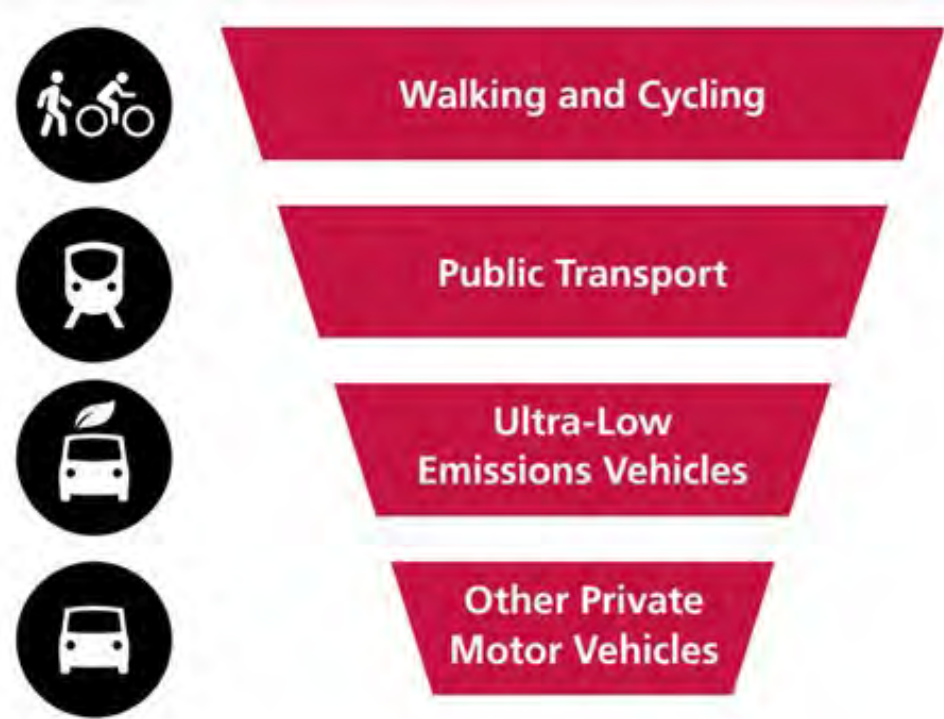 Walking and Cycling
Public Transport
Ultra-Low
Emissions Vehicles
Other Private
Motor Vehicles